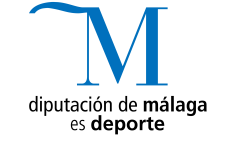 M
diputación de málaga
es deporte